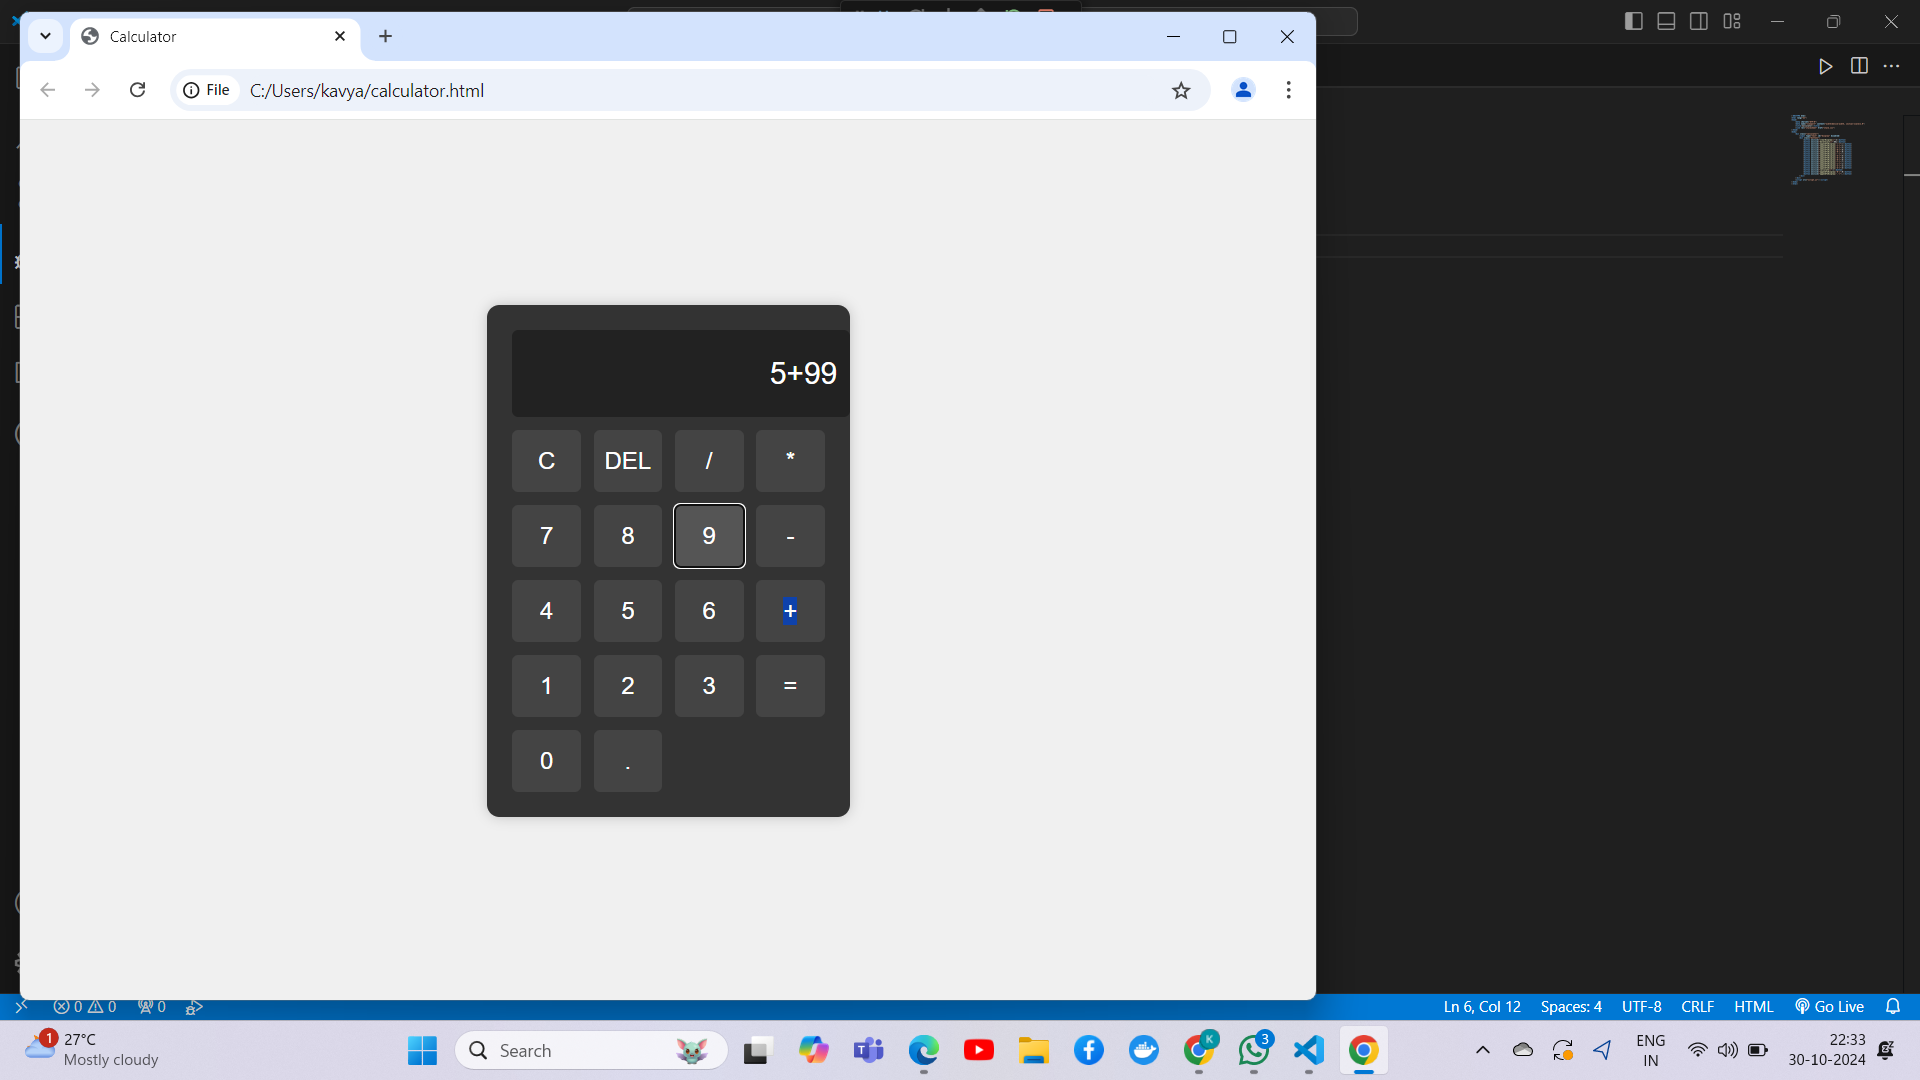 Calculator
File C:/Users/kavya/calculator.html
5+99
C DEL / *
7 8 9 -
4 5 6 +
1 2 3 =
0 .
0 0 0
Ln 6, Col 12 Spaces: 4 UTF-8 CRLF HTML Go Live
1 27°C
Mostly cloudy
Search
K
3
ENG
IN
22:33
30-10-2024